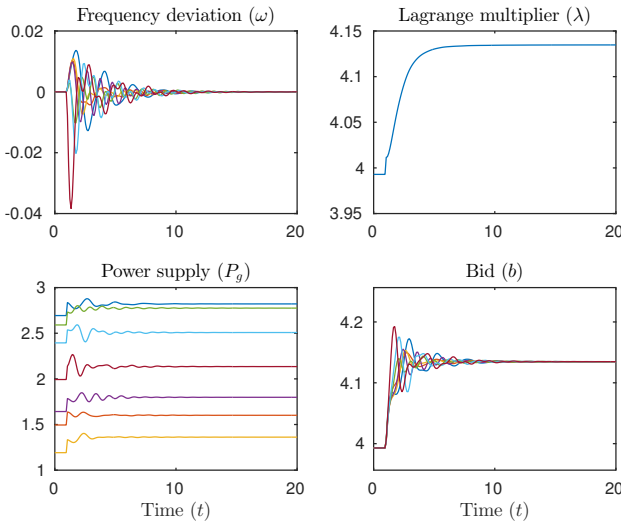 Frequency deviation (ω)
0.02
0
-0.02
-0.04
0 10 20
Lagrange multiplier (λ)
4.15
4.1
4.05
4
3.95
0 10 20
Power supply (P_g)
3
2.5
2
1.5
1
0 10 20
Time (t)
Bid (b)
4.2
4.1
4
0 10 20
Time (t)